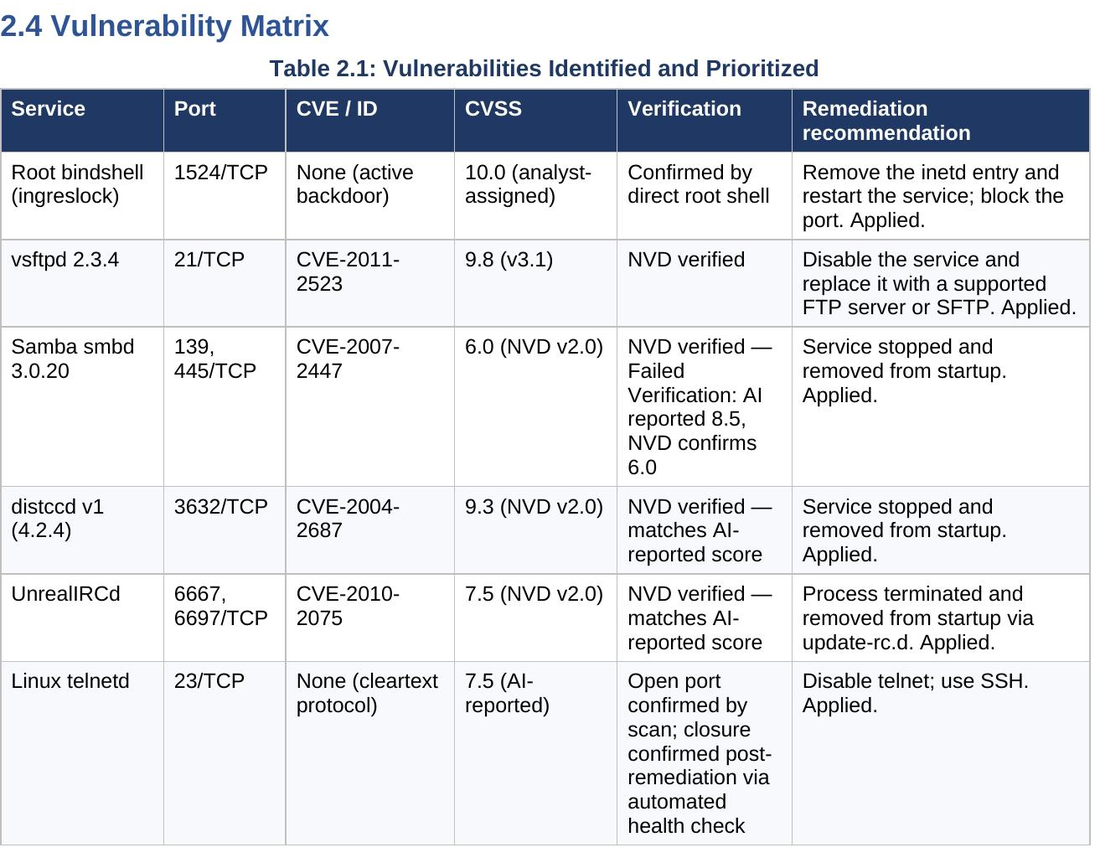 2.4 Vulnerability Matrix
Table 2.1: Vulnerabilities Identified and Prioritized
Service
Port
CVE / ID
CVSS
Verification
Remediation
recommendation
Root bindshell
(ingreslock)
1524/TCP
None (active
backdoor)
10.0 (analyst-
assigned)
Confirmed by
direct root shell
Remove the inetd entry and
restart the service; block the
port. Applied.
vsftpd 2.3.4
21/TCP
CVE-2011-
2523
9.8 (v3.1)
NVD verified
Disable the service and
replace it with a supported
FTP server or SFTP. Applied.
Samba smbd
3.0.20
139,
445/TCP
CVE-2007-
2447
6.0 (NVD v2.0)
NVD verified —
Failed
Verification: AI
reported 8.5,
NVD confirms
6.0
Service stopped and
removed from startup.
Applied.
distccd v1
(4.2.4)
3632/TCP
CVE-2004-
2687
9.3 (NVD v2.0)
NVD verified —
matches AI-
reported score
Service stopped and
removed from startup.
Applied.
UnrealIRCd
6667,
6697/TCP
CVE-2010-
2075
7.5 (NVD v2.0)
NVD verified —
matches AI-
reported score
Process terminated and
removed from startup via
update-rc.d. Applied.
Linux telnetd
23/TCP
None (cleartext
protocol)
7.5 (AI-
reported)
Open port
confirmed by
scan; closure
confirmed post-
remediation via
automated
health check
Disable telnet; use SSH.
Applied.